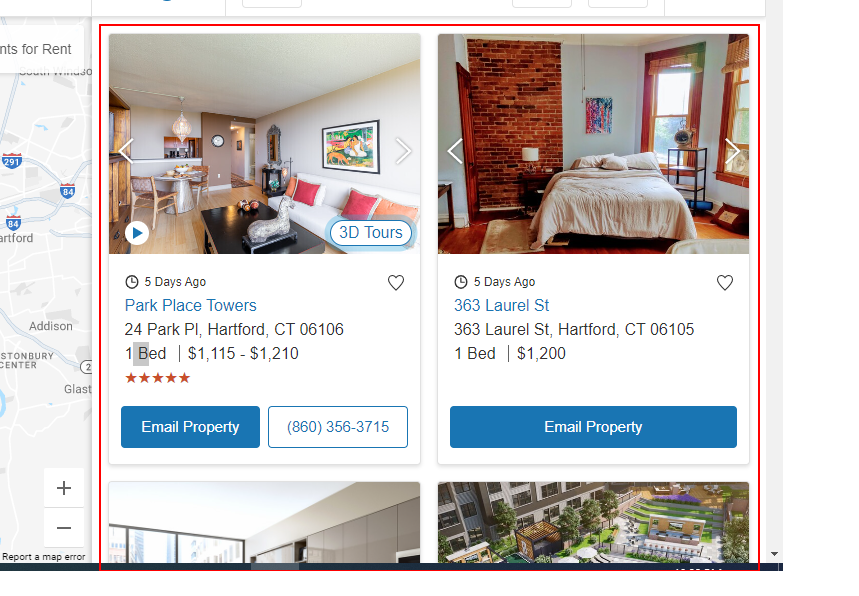 nts for Rent
South Windso
291
84
84
artford
Addison
STONBURY
CENTER
2
Glast
Report a map error
3D Tours
5 Days Ago
Park Place Towers
24 Park Pl, Hartford, CT 06106
1 Bed | $1,115 - $1,210
★★★★★
Email Property
(860) 356-3715
5 Days Ago
363 Laurel St
363 Laurel St, Hartford, CT 06105
1 Bed | $1,200
Email Property